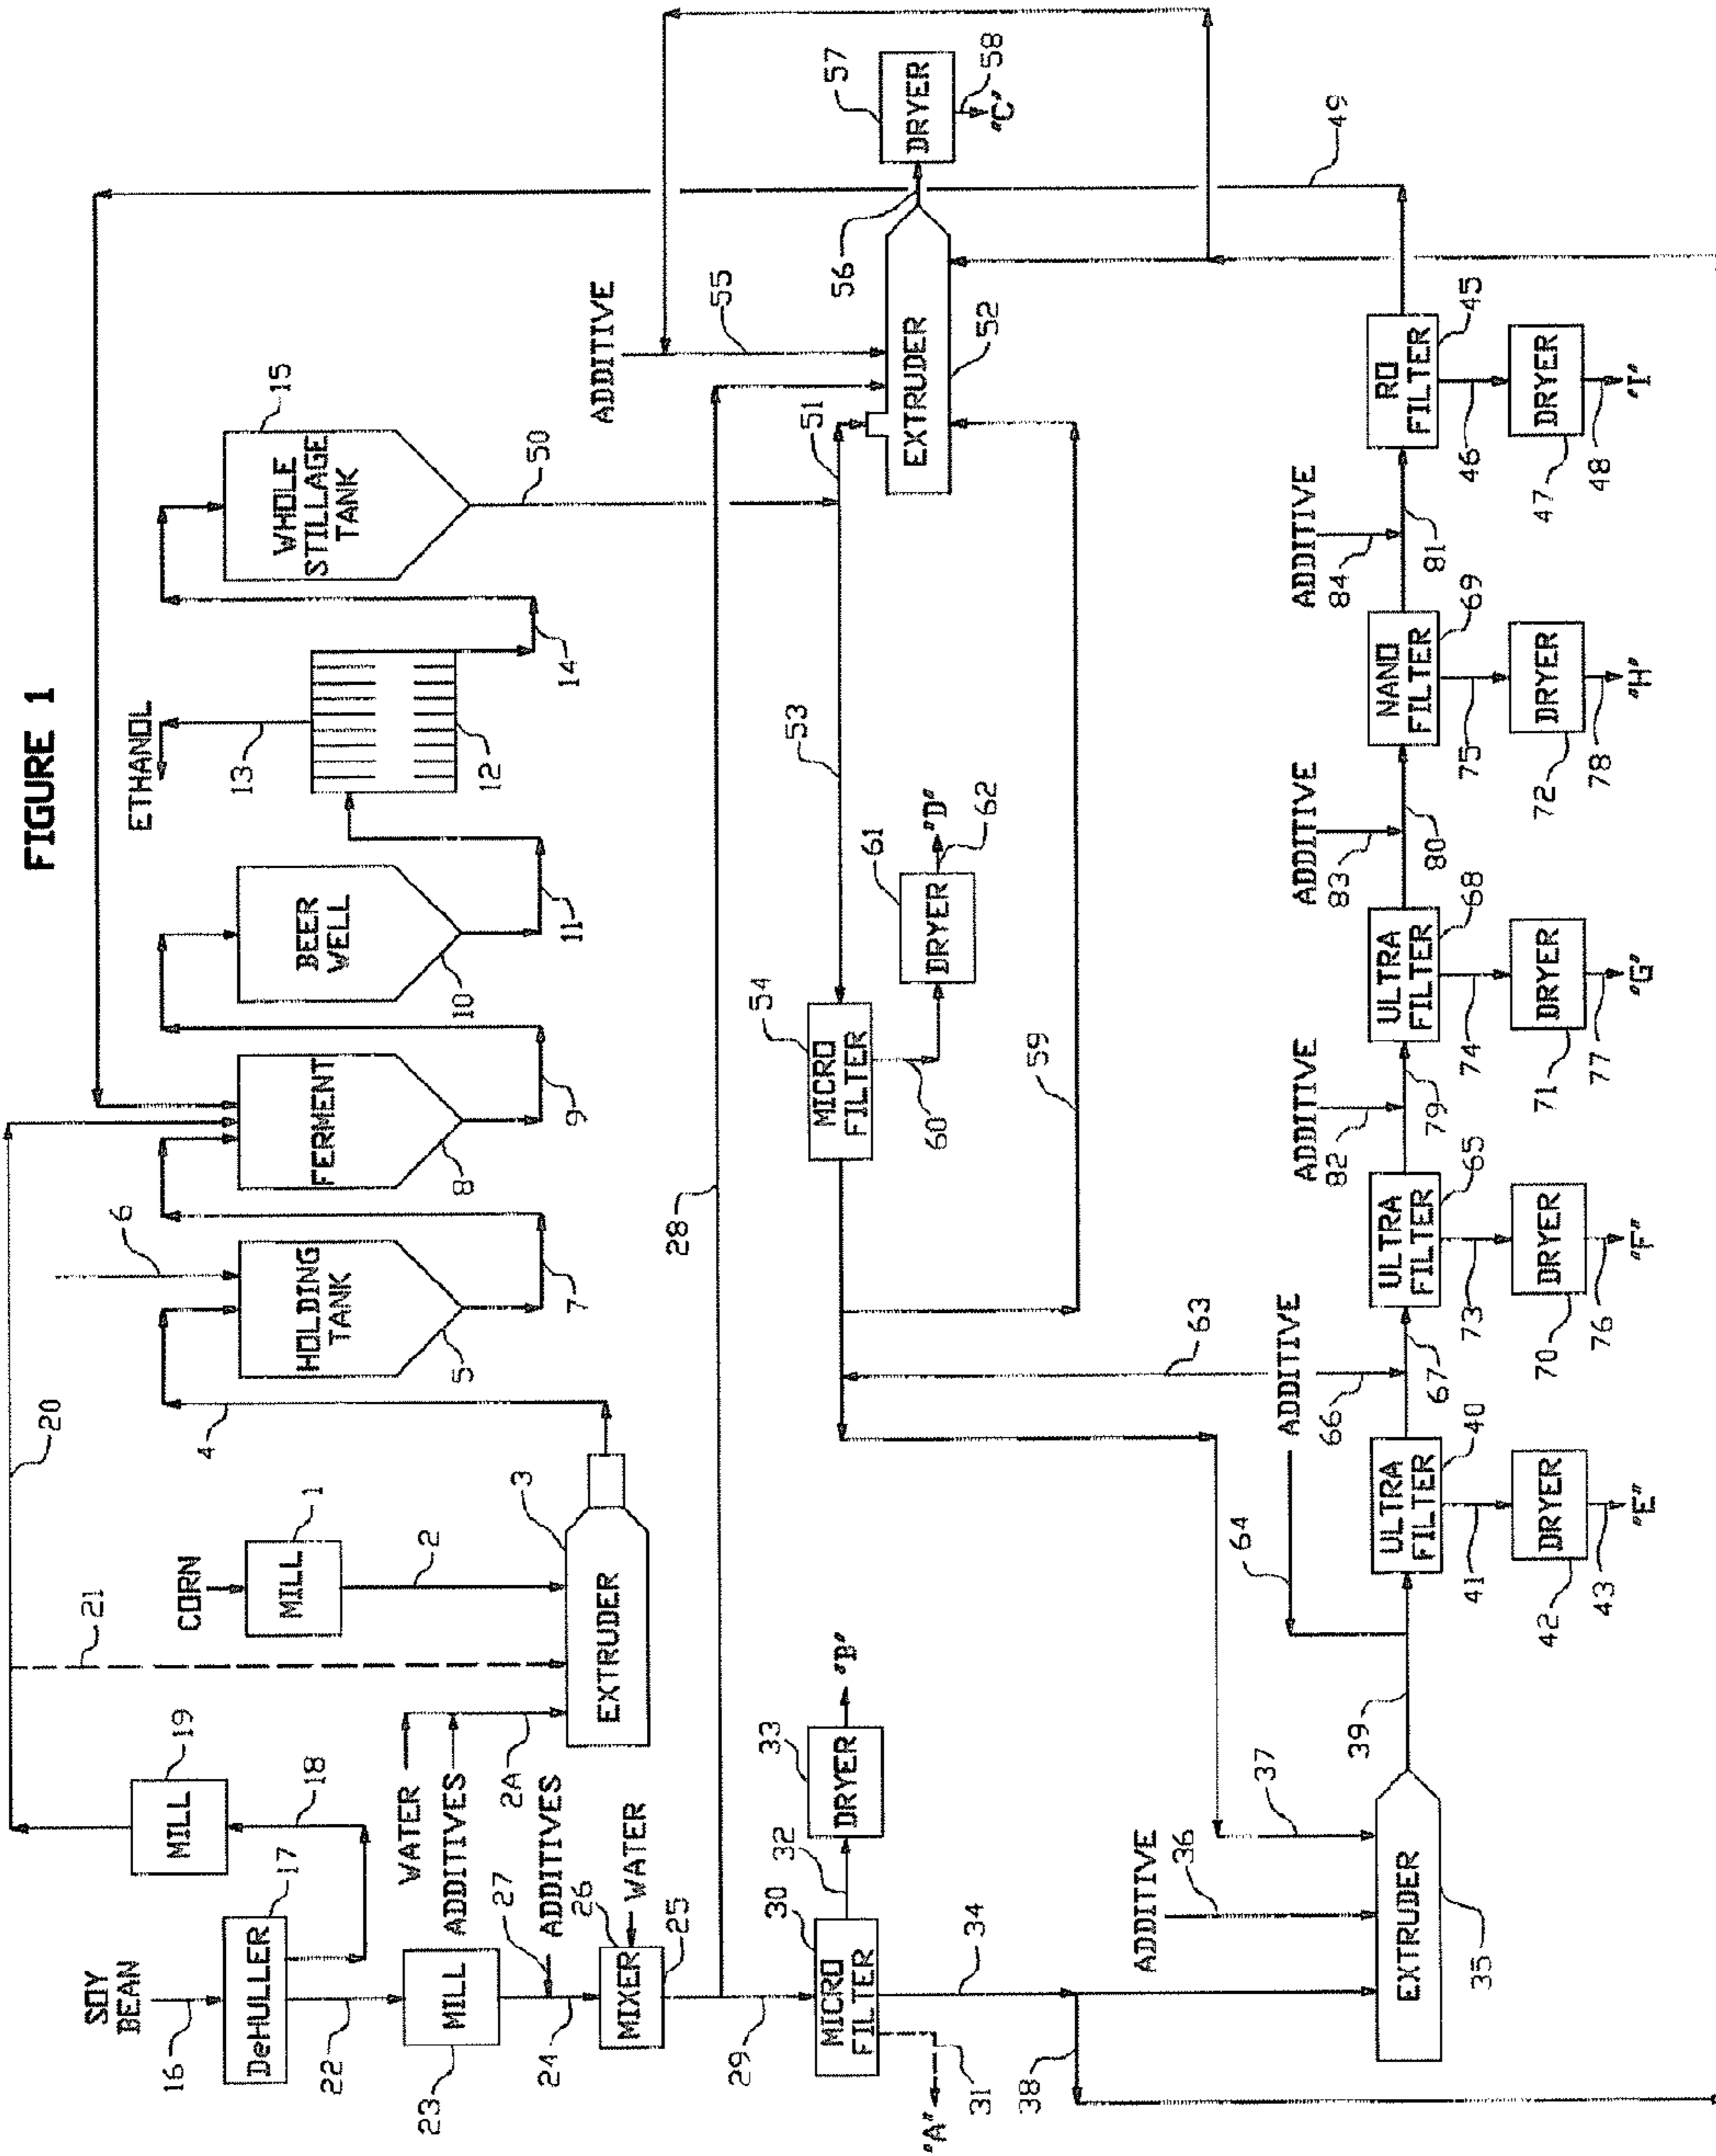 FIGURE 1
SOY
BEAN
16
DeHULLER
17
18
MILL
19
20
21
22
MILL
23
24
27
ADDITIVES
MIXER
26
WATER
25
28
29
CORN
MILL
1
2
WATER
ADDITIVES
2A
EXTRUDER
3
4
HOLDING
TANK
5
6
7
FERMENT
8
9
BEER
WELL
10
11
12
13
ETHANOL
14
WHOLE
STILLAGE
TANK
15
50
51
53
ADDITIVE
55
EXTRUDER
52
56
DRYER
57
58
"C"
49
MICRO
FILTER
54
60
DRYER
61
62
"D"
59
63
MICRO
FILTER
30
31
"A"
32
DRYER
33
"B"
34
38
ADDITIVE
36
37
EXTRUDER
35
39
64
ADDITIVE
66
ULTRA
FILTER
40
41
DRYER
42
43
"E"
67
ULTRA
FILTER
65
73
DRYER
70
76
"F"
ADDITIVE
82
79
ULTRA
FILTER
68
74
DRYER
71
77
"G"
ADDITIVE
83
80
NANO
FILTER
69
75
DRYER
72
78
"H"
ADDITIVE
84
81
RO
FILTER
45
46
DRYER
47
48
"I"